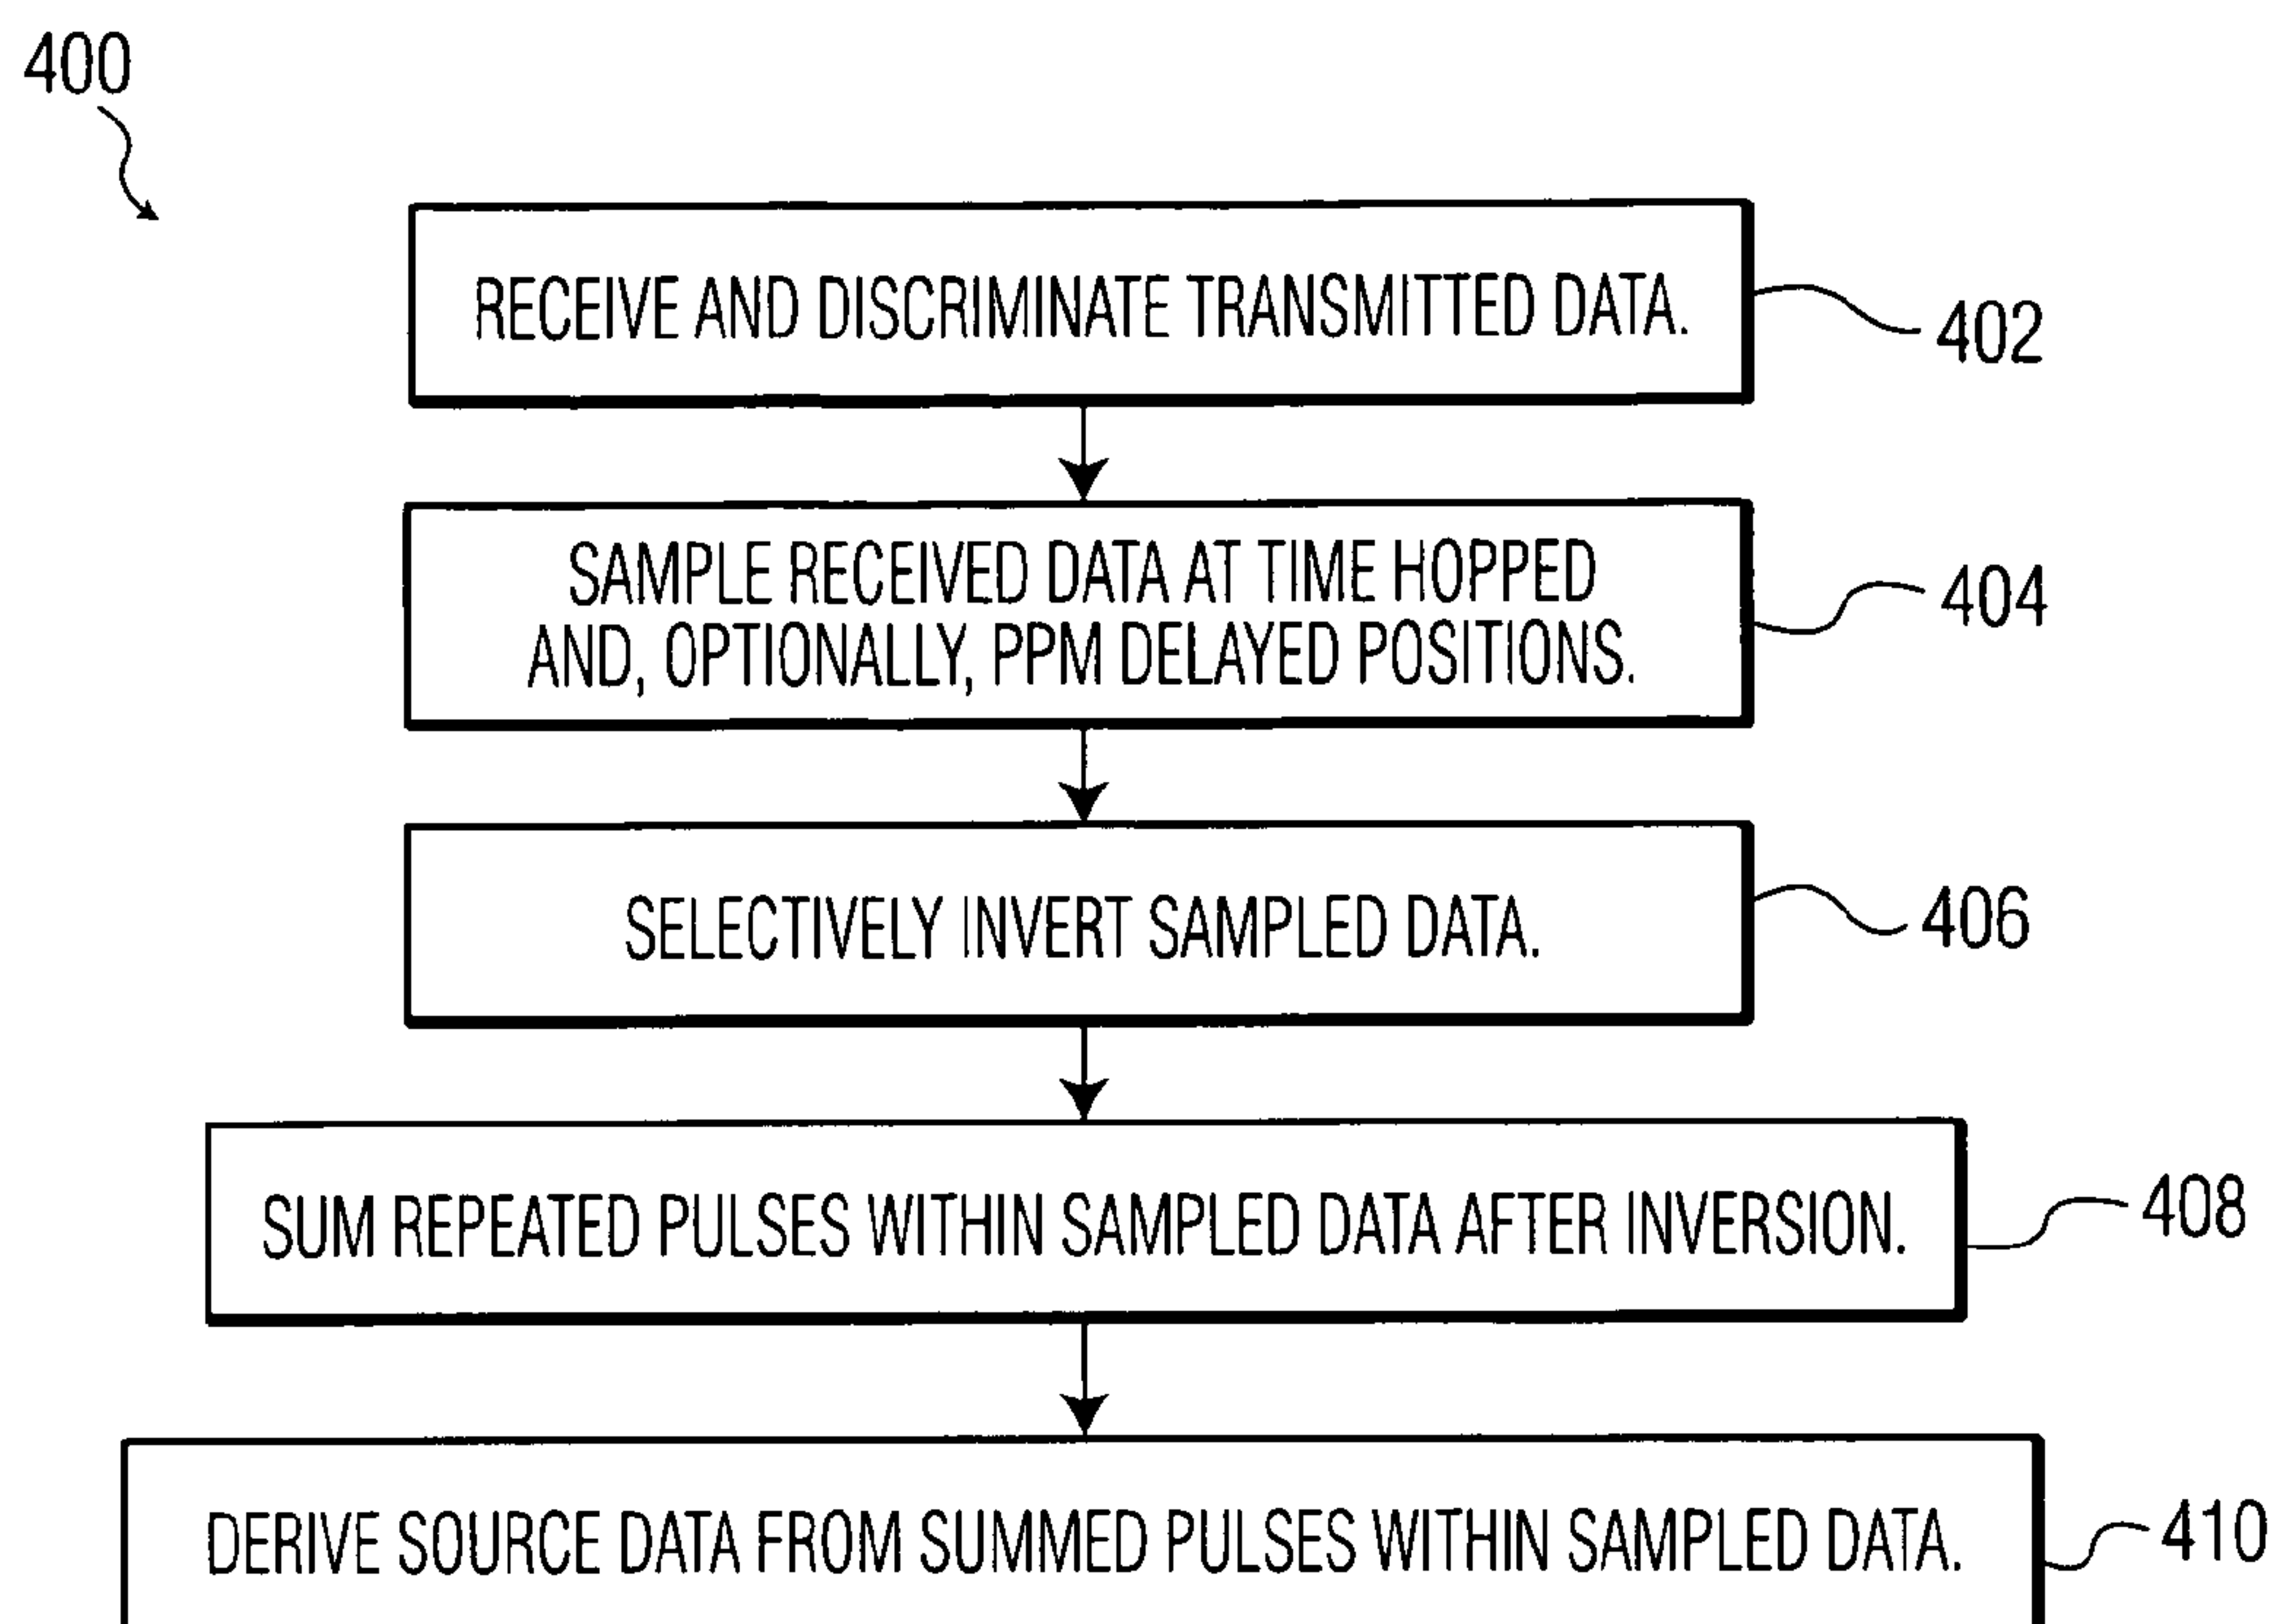 400
RECEIVE AND DISCRIMINATE TRANSMITTED DATA.
402
SAMPLE RECEIVED DATA AT TIME HOPPED
AND, OPTIONALLY, PPM DELAYED POSITIONS.
404
SELECTIVELY INVERT SAMPLED DATA.
406
SUM REPEATED PULSES WITHIN SAMPLED DATA AFTER INVERSION.
408
DERIVE SOURCE DATA FROM SUMMED PULSES WITHIN SAMPLED DATA.
410